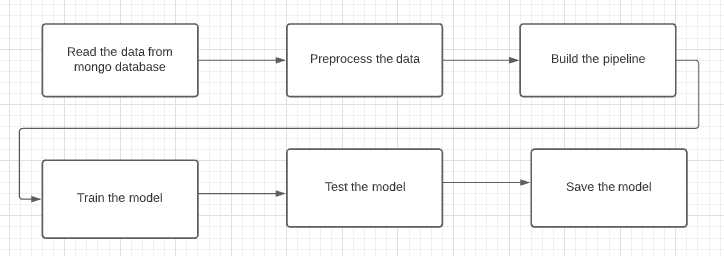 Read the data from
mongo database
Preprocess the data
Build the pipeline
Train the model
Test the model
Save the model